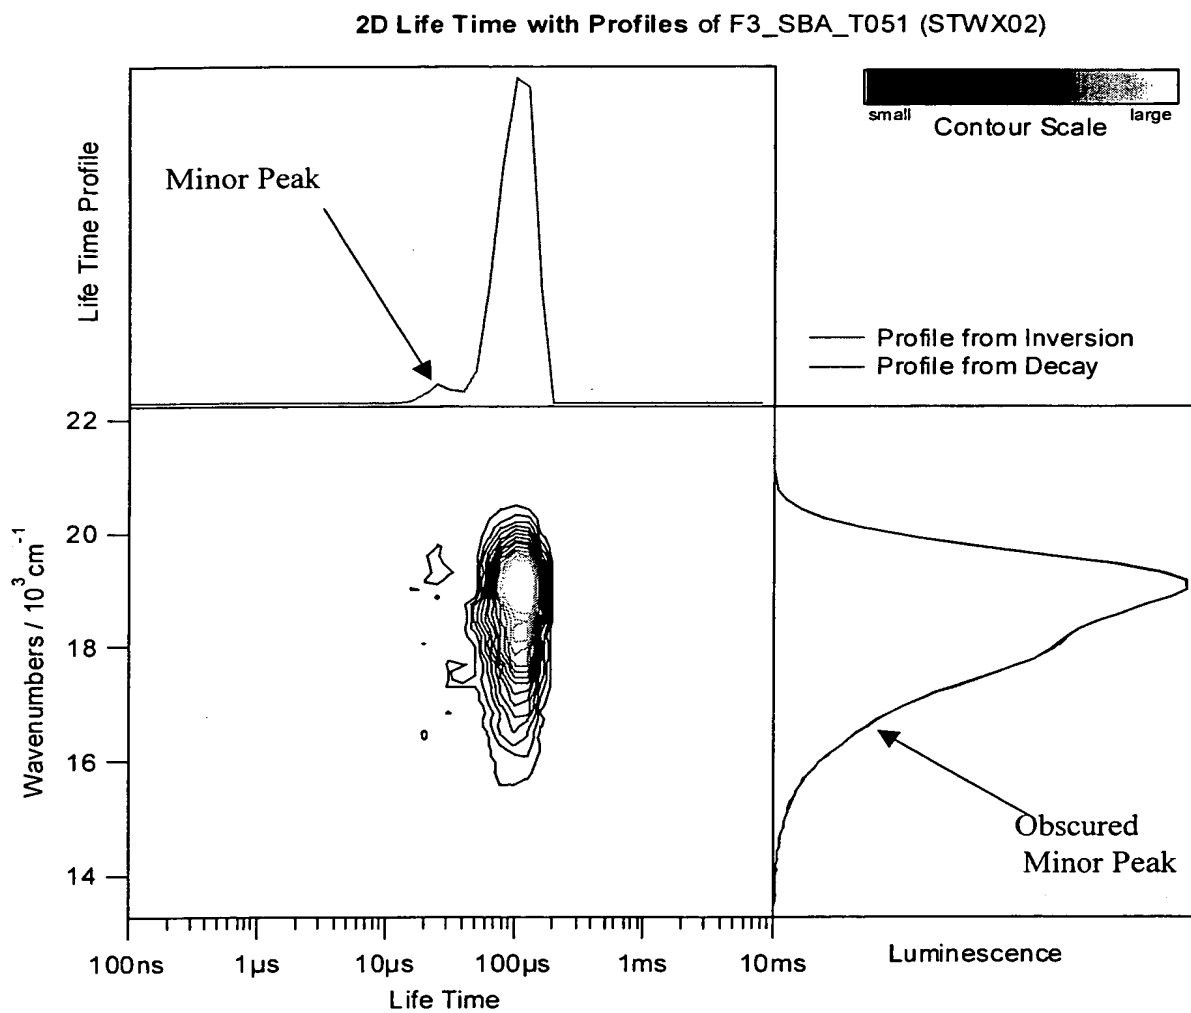 2D Life Time with Profiles of F3_SBA_T051 (STWX02)
small
large
Contour Scale
Life Time Profile
Minor Peak
Profile from Inversion
Profile from Decay
22
20
18
16
14
Wavenumbers / 10³ cm⁻¹
Obscured
Minor Peak
100ns
1µs
10µs
100µs
1ms
10ms
Life Time
Luminescence